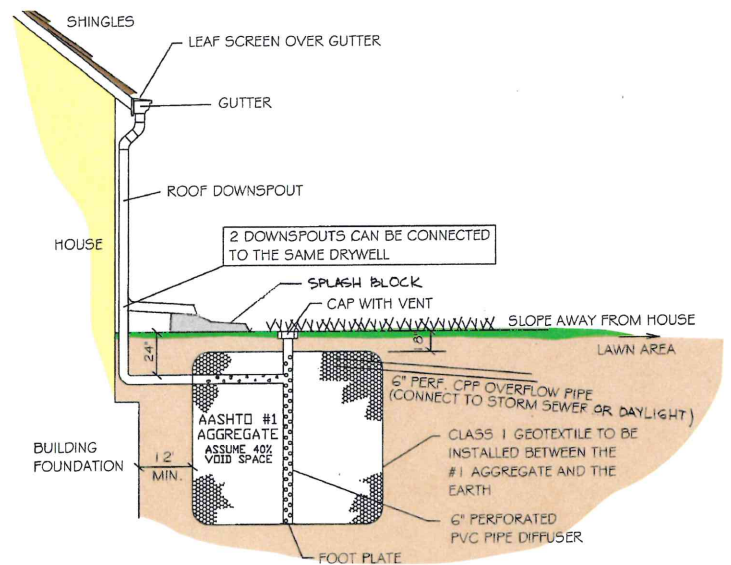 SHINGLES
LEAF SCREEN OVER GUTTER
GUTTER
ROOF DOWNSPOUT
HOUSE
2 DOWNSPOUTS CAN BE CONNECTED
TO THE SAME DRYWELL
SPLASH BLOCK
CAP WITH VENT
SLOPE AWAY FROM HOUSE
LAWN AREA
24"
18"
6" PERF. CPP OVERFLOW PIPE
(CONNECT TO STORM SEWER OR DAYLIGHT)
AASHTO #1
AGGREGATE
ASSUME 40%
VOID SPACE
BUILDING
FOUNDATION
12'
MIN.
CLASS 1 GEOTEXTILE TO BE
INSTALLED BETWEEN THE
#1 AGGREGATE AND THE
EARTH
6" PERFORATED
PVC PIPE DIFFUSER
FOOT PLATE